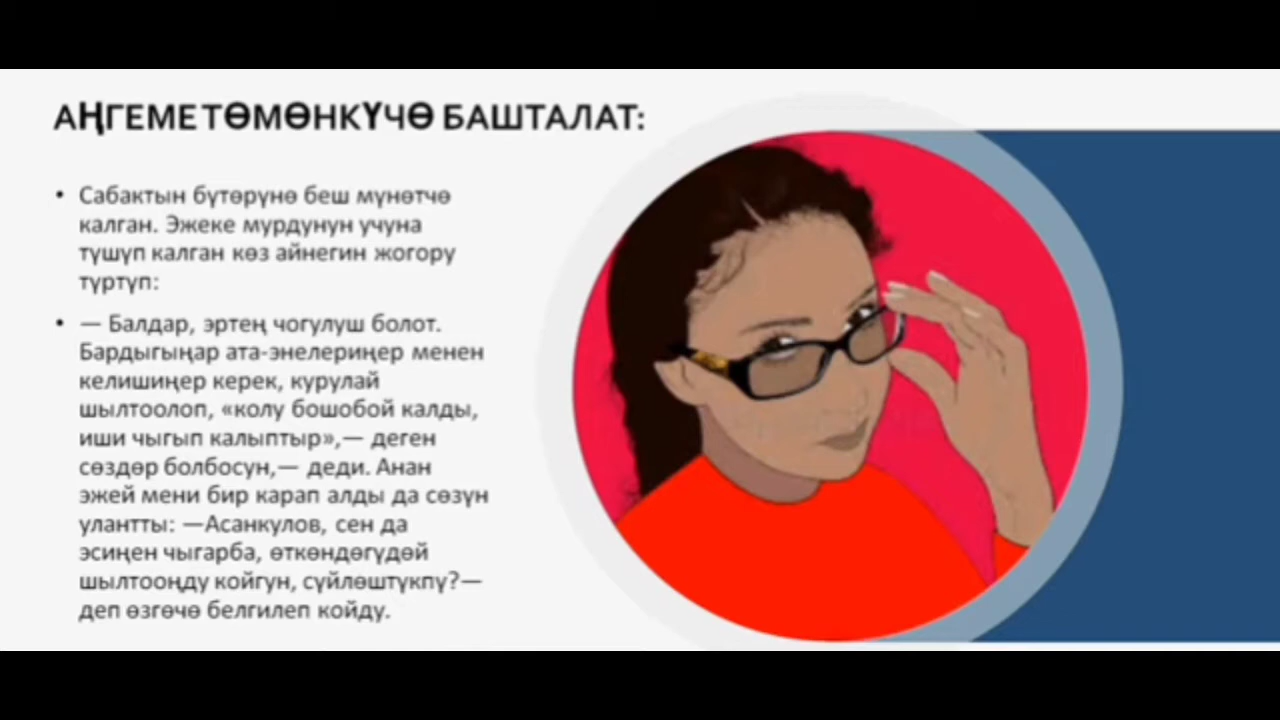 АҢГЕМЕ ТӨМӨНКҮЧӨ БАШТАЛАТ:
• Сабактын бүтөрүнө беш мүнөтчө
калган. Эжеке мурдунун учуна
түшүп калган көз айнегин жогору
түртүп:
• — Балдар, эртең чогулуш болот.
Бардыгыңар ата-энелериңер менен
келишиңер керек, курулай
шылтоолоп, «колу бошобой калды,
иши чыгып калыптыр»,— деген
сөздөр болбосун,— деди. Анан
эжей мени бир карап алды да сөзүн
улантты: —Асанкулов, сен да
эсиңен чыгарба, өткөндөгүдөй
шылтооңду койгун, сүйлөштүкпү?—
деп өзгөчө белгилеп койду.